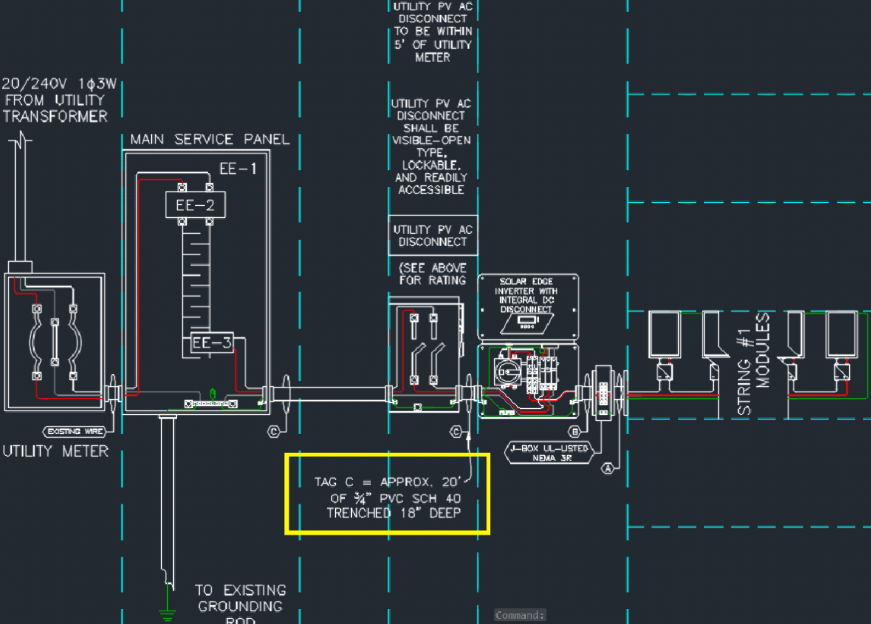 UTILITY PV AC
DISCONNECT
TO BE WITHIN
5' OF UTILITY
METER
20/240V 1ϕ3W
FROM UTILITY
TRANSFORMER
UTILITY PV AC
DISCONNECT
SHALL BE
VISIBLE-OPEN
TYPE,
LOCKABLE,
AND READILY
ACCESSIBLE
MAIN SERVICE PANEL
EE-1
EE-2
UTILITY PV AC
DISCONNECT
(SEE ABOVE
FOR RATING
SOLAR EDGE
INVERTER WITH
INTEGRAL DC
DISCONNECT
EE-3
STRING #1
MODULES
EXISTING WIRE
C
C
B
UTILITY METER
J-BOX UL-LISTED
NEMA 3R
A
TAG C = APPROX. 20'
OF ¾" PVC SCH 40
TRENCHED 18" DEEP
TO EXISTING
GROUNDING
ROD
Command: